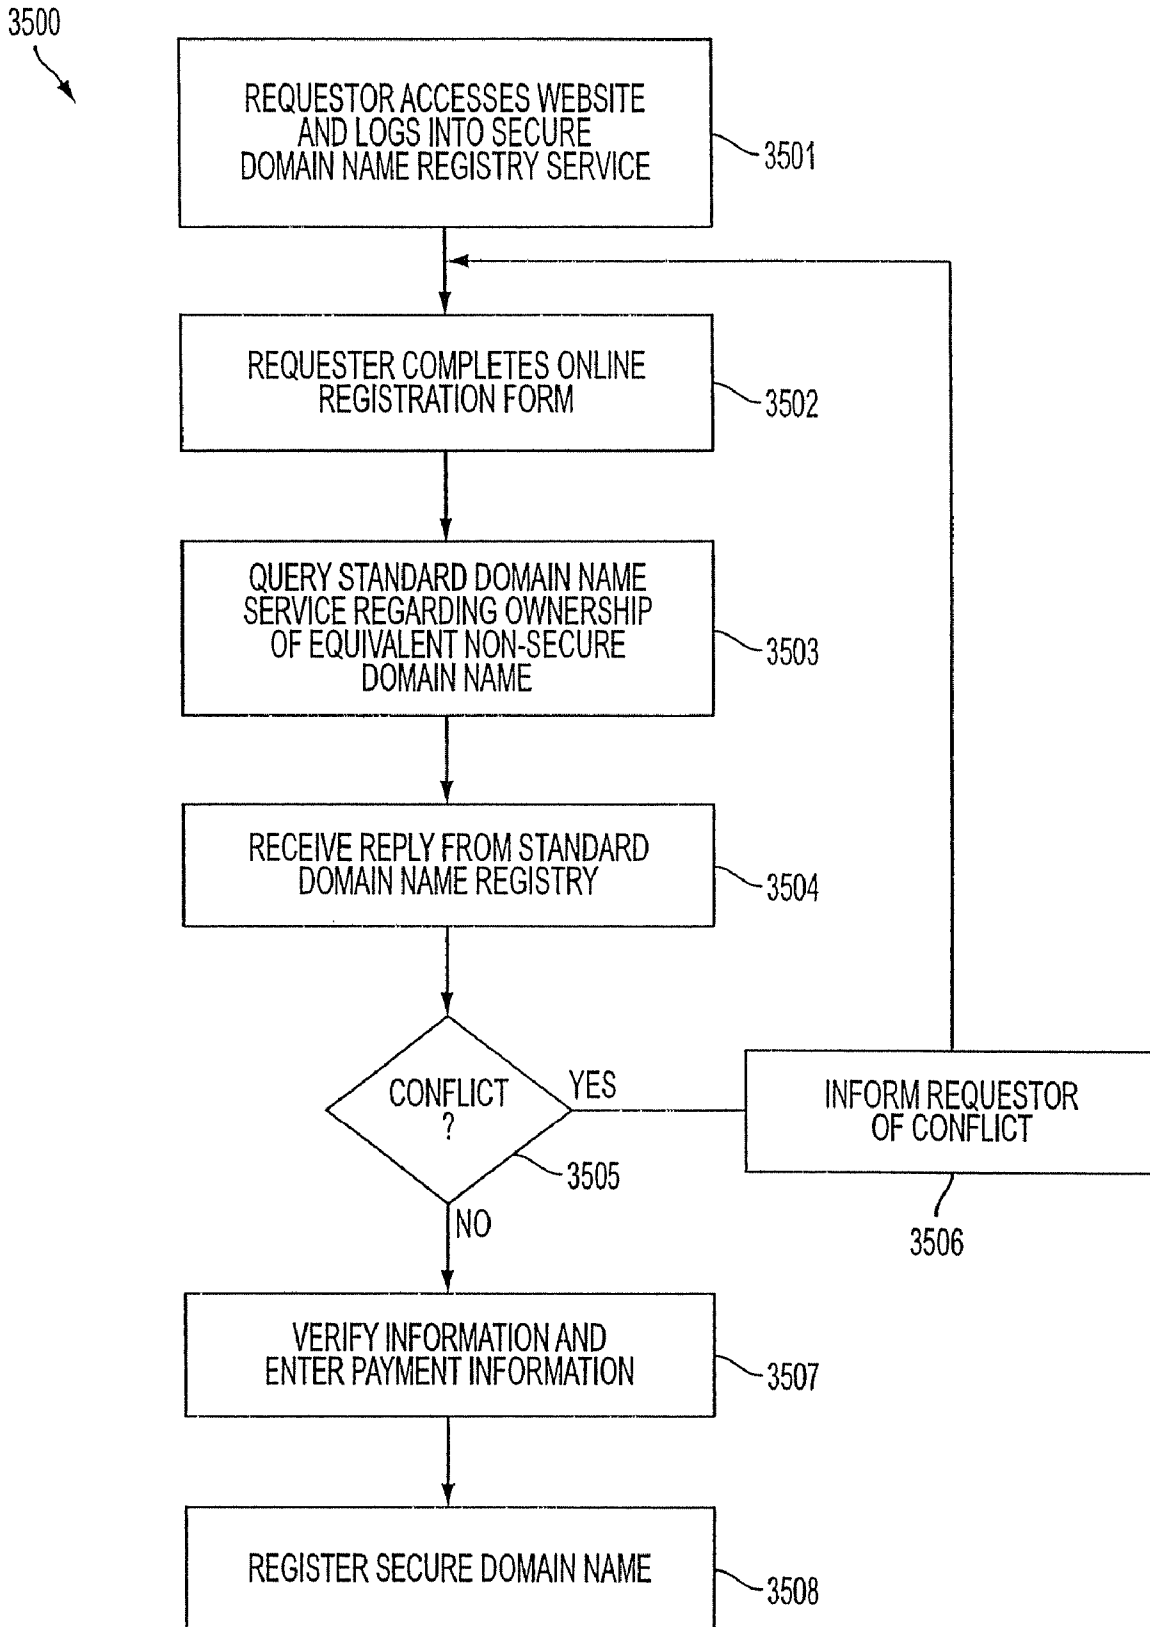 3500
REQUESTOR ACCESSES WEBSITE
AND LOGS INTO SECURE
DOMAIN NAME REGISTRY SERVICE
3501
REQUESTER COMPLETES ONLINE
REGISTRATION FORM
3502
QUERY STANDARD DOMAIN NAME
SERVICE REGARDING OWNERSHIP
OF EQUIVALENT NON-SECURE
DOMAIN NAME
3503
RECEIVE REPLY FROM STANDARD
DOMAIN NAME REGISTRY
3504
CONFLICT
?
YES
3505
NO
INFORM REQUESTOR
OF CONFLICT
3506
VERIFY INFORMATION AND
ENTER PAYMENT INFORMATION
3507
REGISTER SECURE DOMAIN NAME
3508